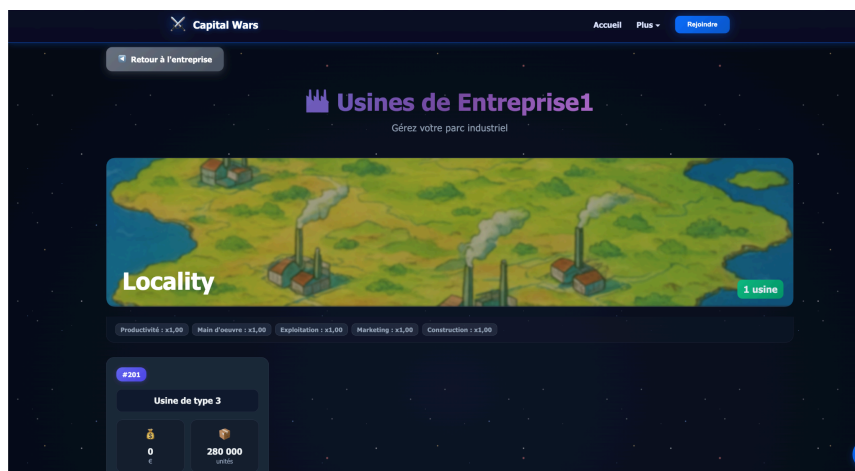 Capital Wars
Accueil Plus Rejoindre
Retour à l'entreprise
Usines de Entreprise1
Gérez votre parc industriel
Locality
1 usine
Productivité : x1,00 Main d'oeuvre : x1,00 Exploitation : x1,00 Marketing : x1,00 Construction : x1,00
#201
Usine de type 3
0 280 000
€ unités